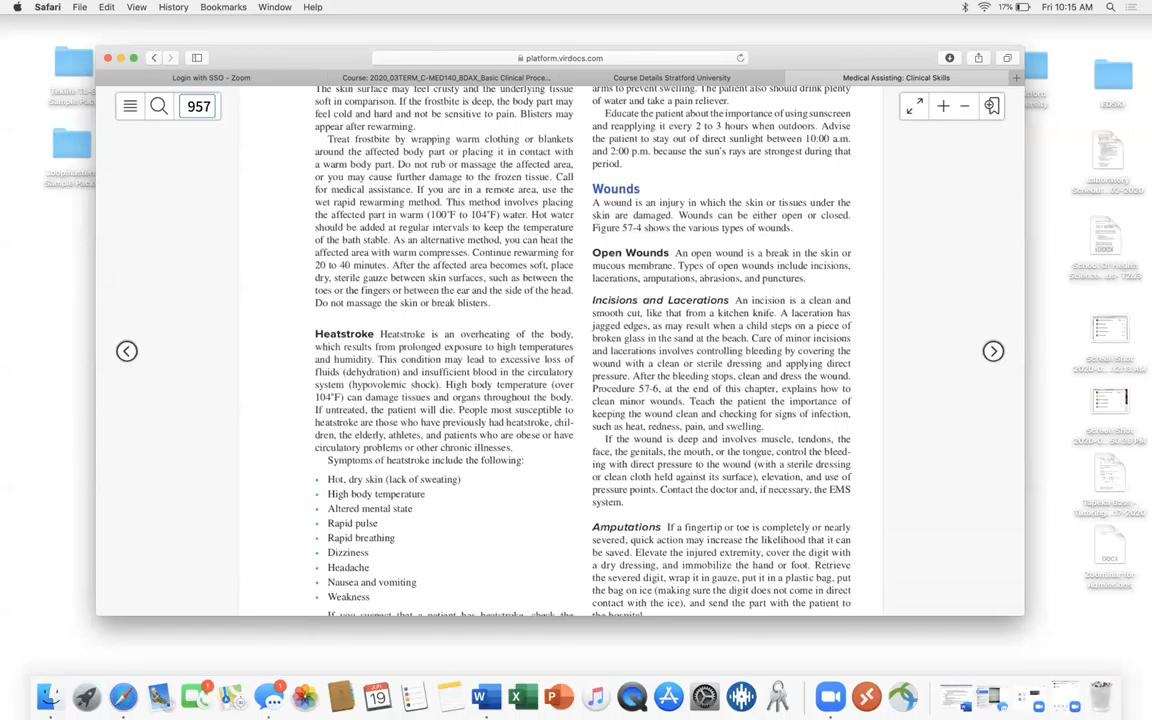 Safari File Edit View History Bookmarks Window Help
17% Fri 10:15 AM
platform.virdocs.com
Login with SSO - Zoom
Course: 2020_03TERM_C-MED140_8DAX_Basic Clinical Proce...
Course Details Stratford University
Medical Assisting: Clinical Skills
957
The skin surface may feel crusty and the underlying tissue
soft in comparison. If the frostbite is deep, the body part may
feel cold and hard and not be sensitive to pain. Blisters may
appear after rewarming.
Treat frostbite by wrapping warm clothing or blankets
around the affected body part or placing it in contact with
a warm body part. Do not rub or massage the affected area,
or you may cause further damage to the frozen tissue. Call
for medical assistance. If you are in a remote area, use the
wet rapid rewarming method. This method involves placing
the affected part in warm (100°F to 104°F) water. Hot water
should be added at regular intervals to keep the temperature
of the bath stable. As an alternative method, you can heat the
affected area with warm compresses. Continue rewarming for
20 to 40 minutes. After the affected area becomes soft, place
dry, sterile gauze between skin surfaces, such as between the
toes or the fingers or between the ear and the side of the head.
Do not massage the skin or break blisters.
Heatstroke Heatstroke is an overheating of the body,
which results from prolonged exposure to high temperatures
and humidity. This condition may lead to excessive loss of
fluids (dehydration) and insufficient blood in the circulatory
system (hypovolemic shock). High body temperature (over
104°F) can damage tissues and organs throughout the body.
If untreated, the patient will die. People most susceptible to
heatstroke are those who have previously had heatstroke, chil-
dren, the elderly, athletes, and patients who are obese or have
circulatory problems or other chronic illnesses.
Symptoms of heatstroke include the following:
• Hot, dry skin (lack of sweating)
• High body temperature
• Altered mental state
• Rapid pulse
• Rapid breathing
• Dizziness
• Headache
• Nausea and vomiting
• Weakness
If you suspect that a patient has heatstroke, check the
arms to prevent swelling. The patient also should drink plenty
of water and take a pain reliever.
Educate the patient about the importance of using sunscreen
and reapplying it every 2 to 3 hours when outdoors. Advise
the patient to stay out of direct sunlight between 10:00 a.m.
and 2:00 p.m. because the sun's rays are strongest during that
period.
Wounds
A wound is an injury in which the skin or tissues under the
skin are damaged. Wounds can be either open or closed.
Figure 57-4 shows the various types of wounds.
Open Wounds An open wound is a break in the skin or
mucous membrane. Types of open wounds include incisions,
lacerations, amputations, abrasions, and punctures.
Incisions and Lacerations An incision is a clean and
smooth cut, like that from a kitchen knife. A laceration has
jagged edges, as may result when a child steps on a piece of
broken glass in the sand at the beach. Care of minor incisions
and lacerations involves controlling bleeding by covering the
wound with a clean or sterile dressing and applying direct
pressure. After the bleeding stops, clean and dress the wound.
Procedure 57-6, at the end of this chapter, explains how to
clean minor wounds. Teach the patient the importance of
keeping the wound clean and checking for signs of infection,
such as heat, redness, pain, and swelling.
If the wound is deep and involves muscle, tendons, the
face, the genitals, the mouth, or the tongue, control the bleed-
ing with direct pressure to the wound (with a sterile dressing
or clean cloth held against its surface), elevation, and use of
pressure points. Contact the doctor and, if necessary, the EMS
system.
Amputations If a fingertip or toe is completely or nearly
severed, quick action may increase the likelihood that it can
be saved. Elevate the injured extremity, cover the digit with
a dry dressing, and immobilize the hand or foot. Retrieve
the severed digit, wrap it in gauze, put it in a plastic bag, put
the bag on ice (making sure the digit does not come in direct
contact with the ice), and send the part with the patient to
the hospital.
Sample Pack
EDSKI
Laboratory
Screen Shot
Screen Shot
DOCX
Zoominar for
Admissions
JUN
19
1
1